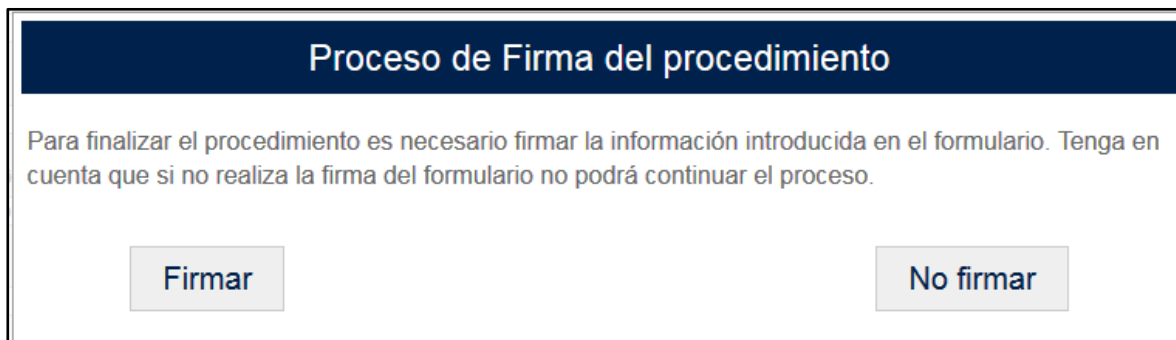 Proceso de Firma del procedimiento
Para finalizar el procedimiento es necesario firmar la información introducida en el formulario. Tenga en
cuenta que si no realiza la firma del formulario no podrá continuar el proceso.
Firmar
No firmar